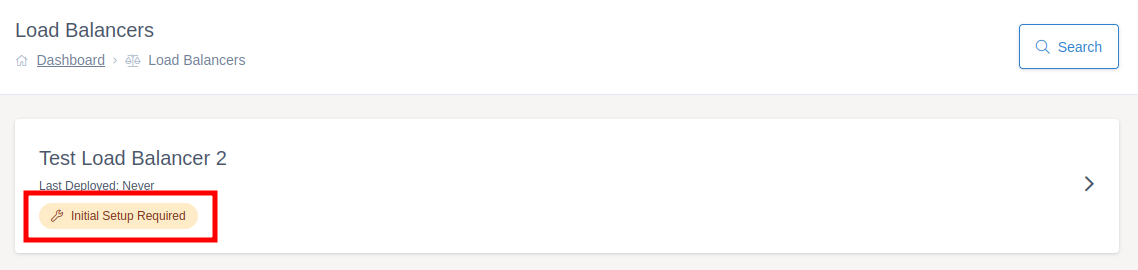 Load Balancers
Dashboard › Load Balancers
Search
Test Load Balancer 2
Last Deployed: Never
Initial Setup Required